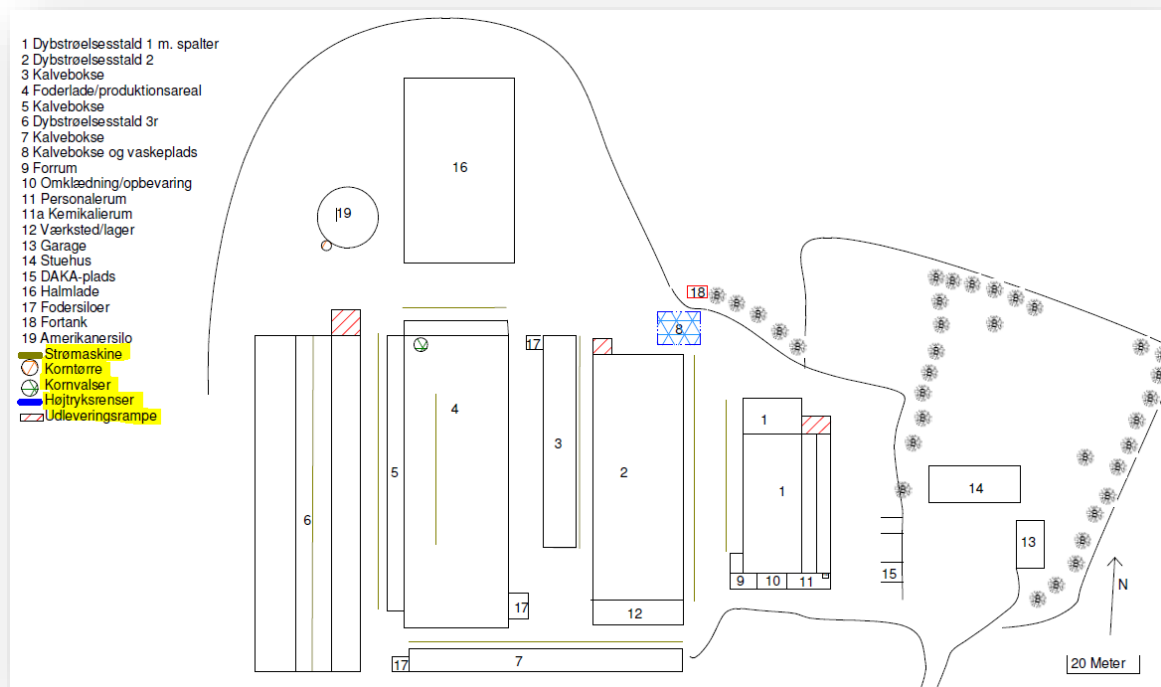 1 Dybstrøelsesstald 1 m. spalter
2 Dybstrøelsesstald 2
3 Kalvebokse
4 Foderlade/produktionsareal
5 Kalvebokse
6 Dybstrøelsesstald 3r
7 Kalvebokse
8 Kalvebokse og vaskeplads
9 Forrum
10 Omklædning/opbevaring
11 Personalerum
11a Kemikalierum
12 Værksted/lager
13 Garage
14 Stuehus
15 DAKA-plads
16 Halmlade
17 Fodersiloer
18 Fortank
19 Amerikanersilo
Strømaskine
Korntørre
Kornvalser
Højtryksrenser
Udleveringsrampe
16
19
18
8
17
4
3
2
5
6
1
1
14
13
9 10 11
15
17
12
7
17
N
20 Meter